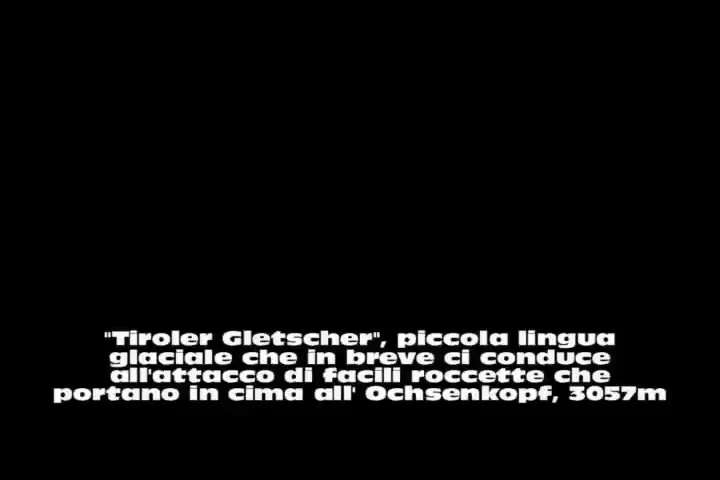 "Tiroler Gletscher", piccola lingua
glaciale che in breve ci conduce
all'attacco di facili roccette che
portano in cima all' Ochsenkopf, 3057m